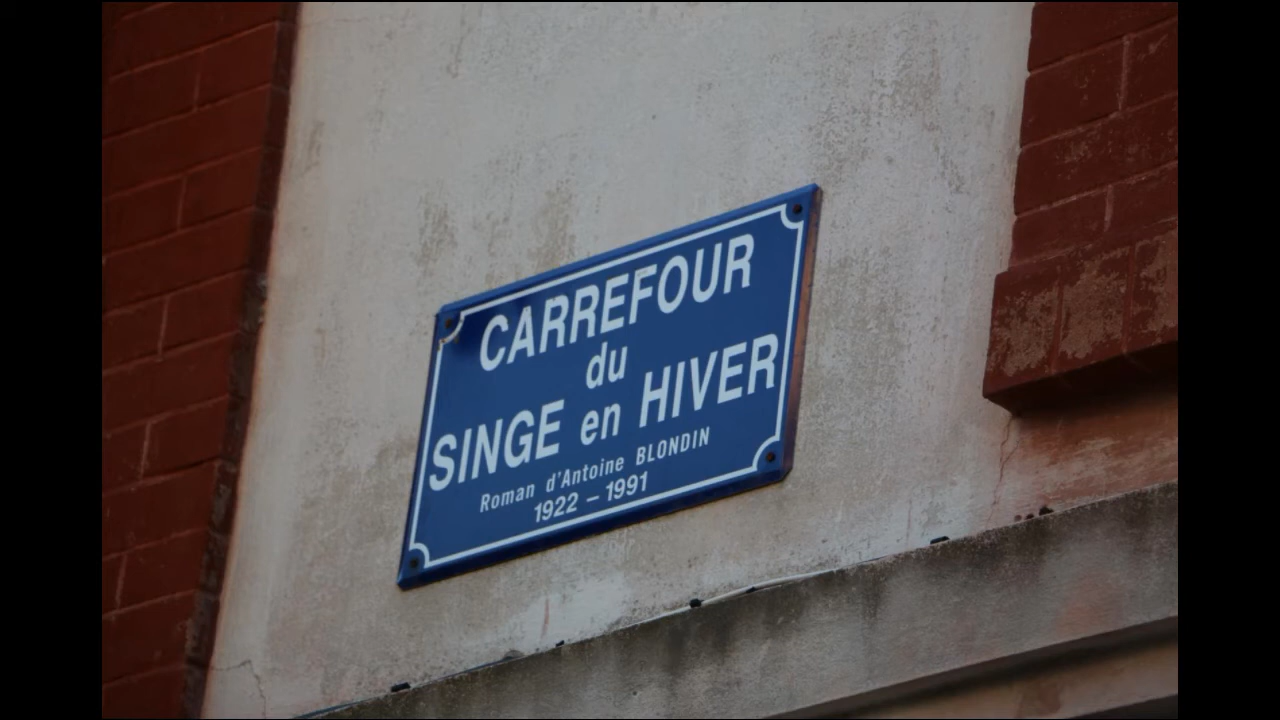 CARREFOUR
du
SINGE en HIVER
Roman d'Antoine BLONDIN
1922 – 1991